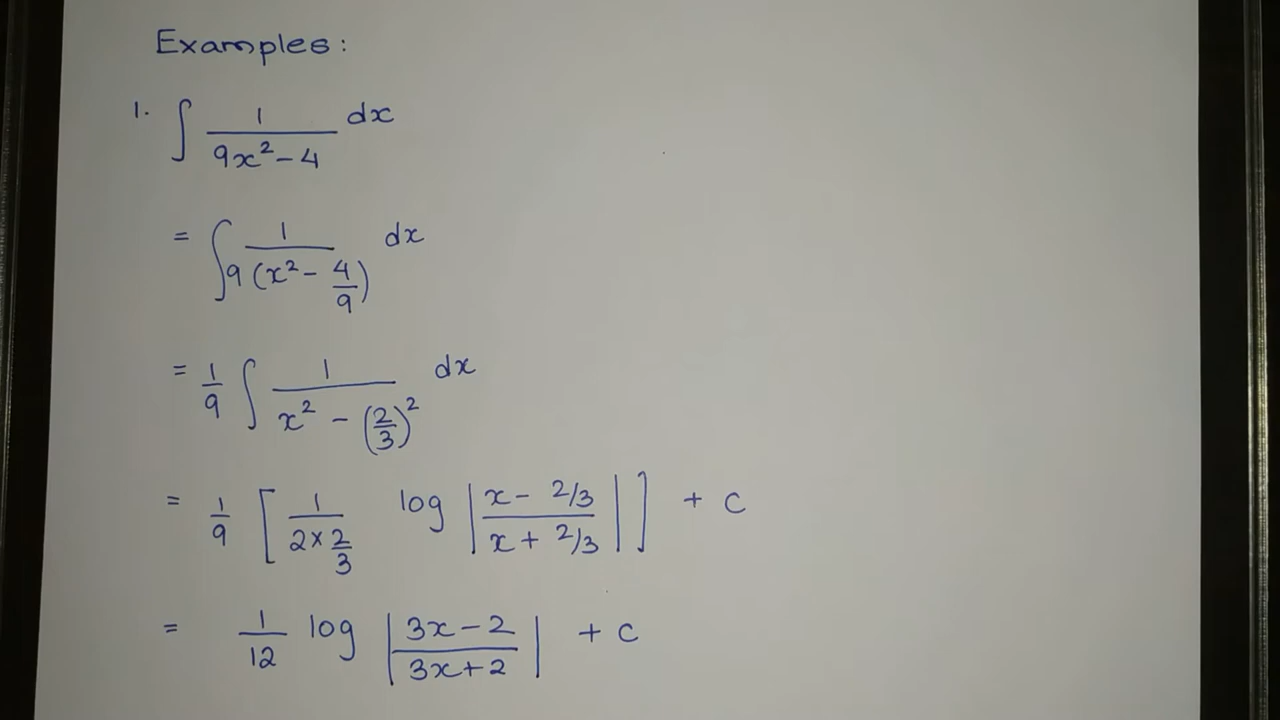 Examples:
1. ∫ 1/(9x² - 4) dx
= ∫ 1/(9(x² - 4/9)) dx
= 1/9 ∫ 1/(x² - (2/3)²) dx
= 1/9 [1/(2×2/3) log |(x - 2/3)/(x + 2/3)|] + c
= 1/12 log |(3x-2)/(3x+2)| + c